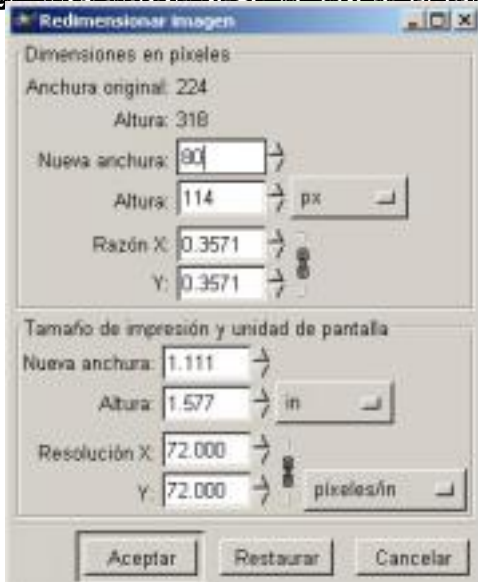 Redimensionar imagen
Dimensiones en píxeles
Anchura original: 224
Altura: 318
Nueva anchura: 80
Altura: 114 px
Razón X: 0.3571
Y: 0.3571
Tamaño de impresión y unidad de pantalla
Nueva anchura: 1.111
Altura: 1.577 in
Resolución X: 72.000
Y: 72.000 píxeles/in
Aceptar Restaurar Cancelar